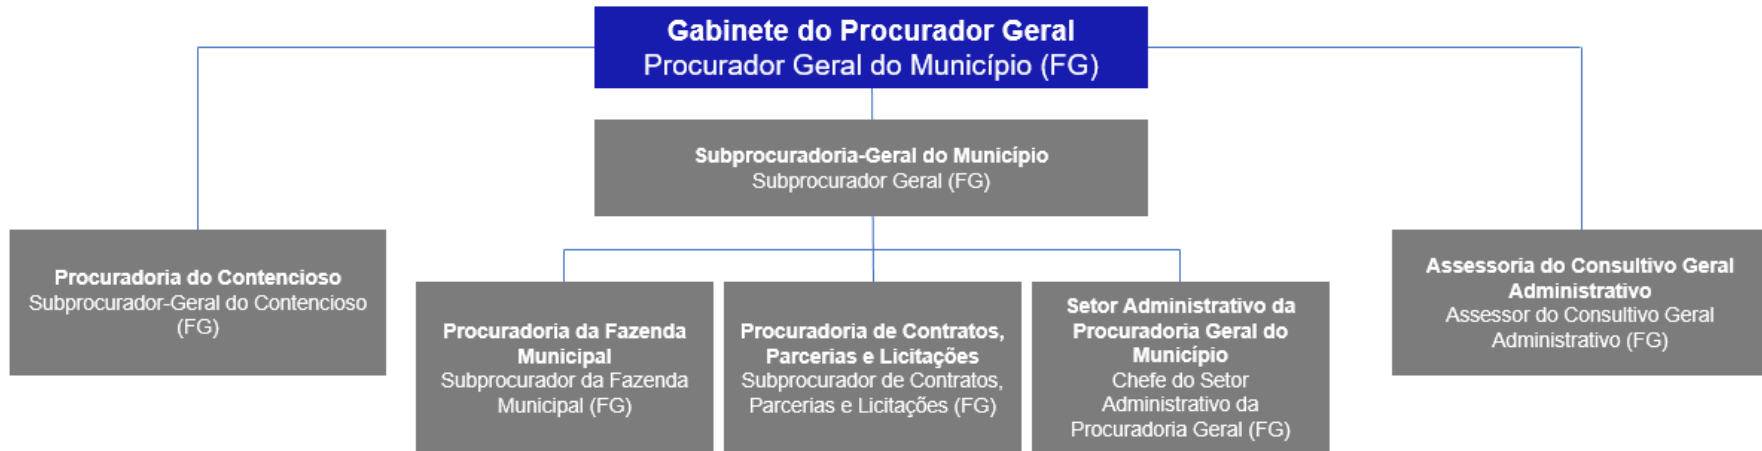 Gabinete do Procurador Geral
Procurador Geral do Município (FG)
Subprocuradoria-Geral do Município
Subprocurador Geral (FG)
Procuradoria do Contencioso
Subprocurador-Geral do Contencioso
(FG)
Procuradoria da Fazenda
Municipal
Subprocurador da Fazenda
Municipal (FG)
Procuradoria de Contratos,
Parcerias e Licitações
Subprocurador de Contratos,
Parcerias e Licitações (FG)
Setor Administrativo da
Procuradoria Geral do
Município
Chefe do Setor
Administrativo da
Procuradoria Geral (FG)
Assessoria do Consultivo Geral
Administrativo
Assessor do Consultivo Geral
Administrativo (FG)